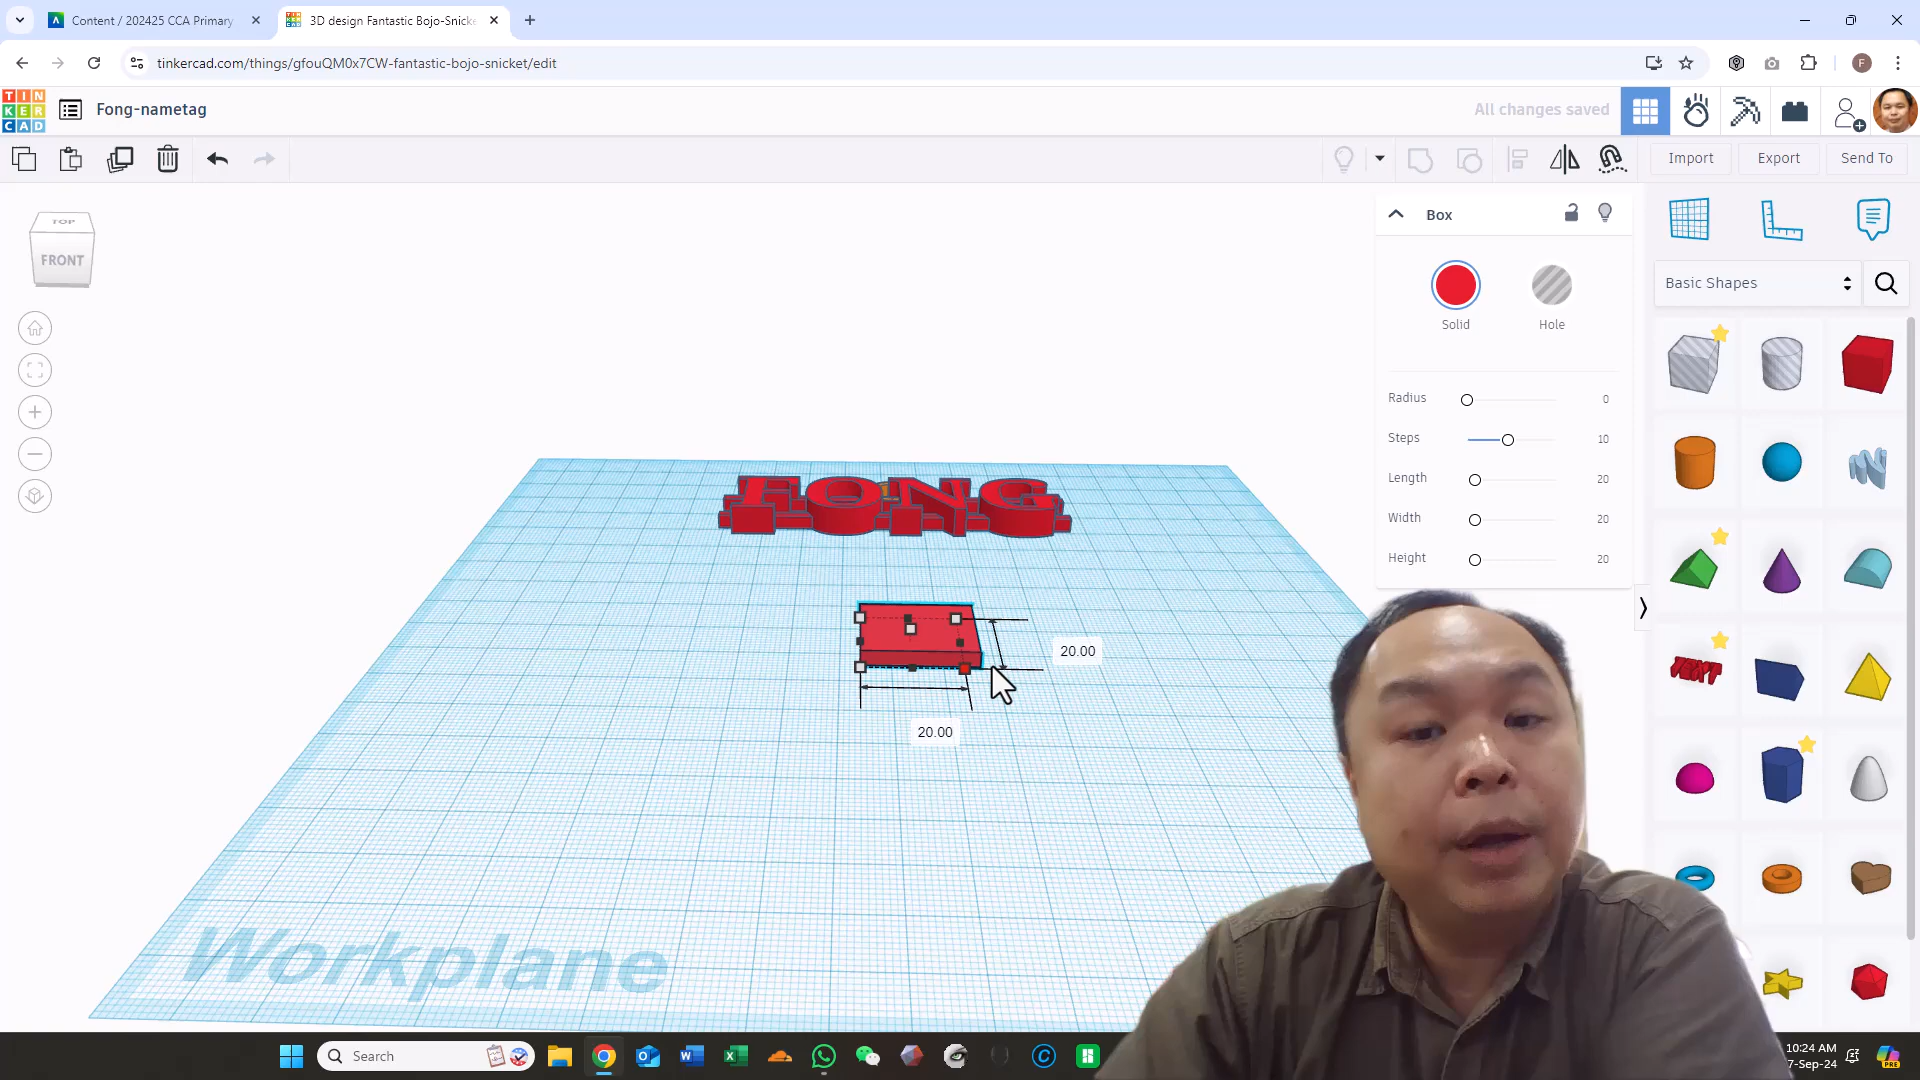 Content / 202425 CCA Primary
3D design Fantastic Bojo-Snicke
tinkercad.com/things/gfouQM0x7CW-fantastic-bojo-snicket/edit
F
TIN
KER
CAD
Fong-nametag
All changes saved
Import
Export
Send To
TOP
FRONT
Box
Solid
Hole
Radius
0
Steps
10
Length
20
Width
20
Height
20
Basic Shapes
TEXT
FONG
20.00
20.00
Workplane
Search
10:24 AM
7-Sep-24
PRE